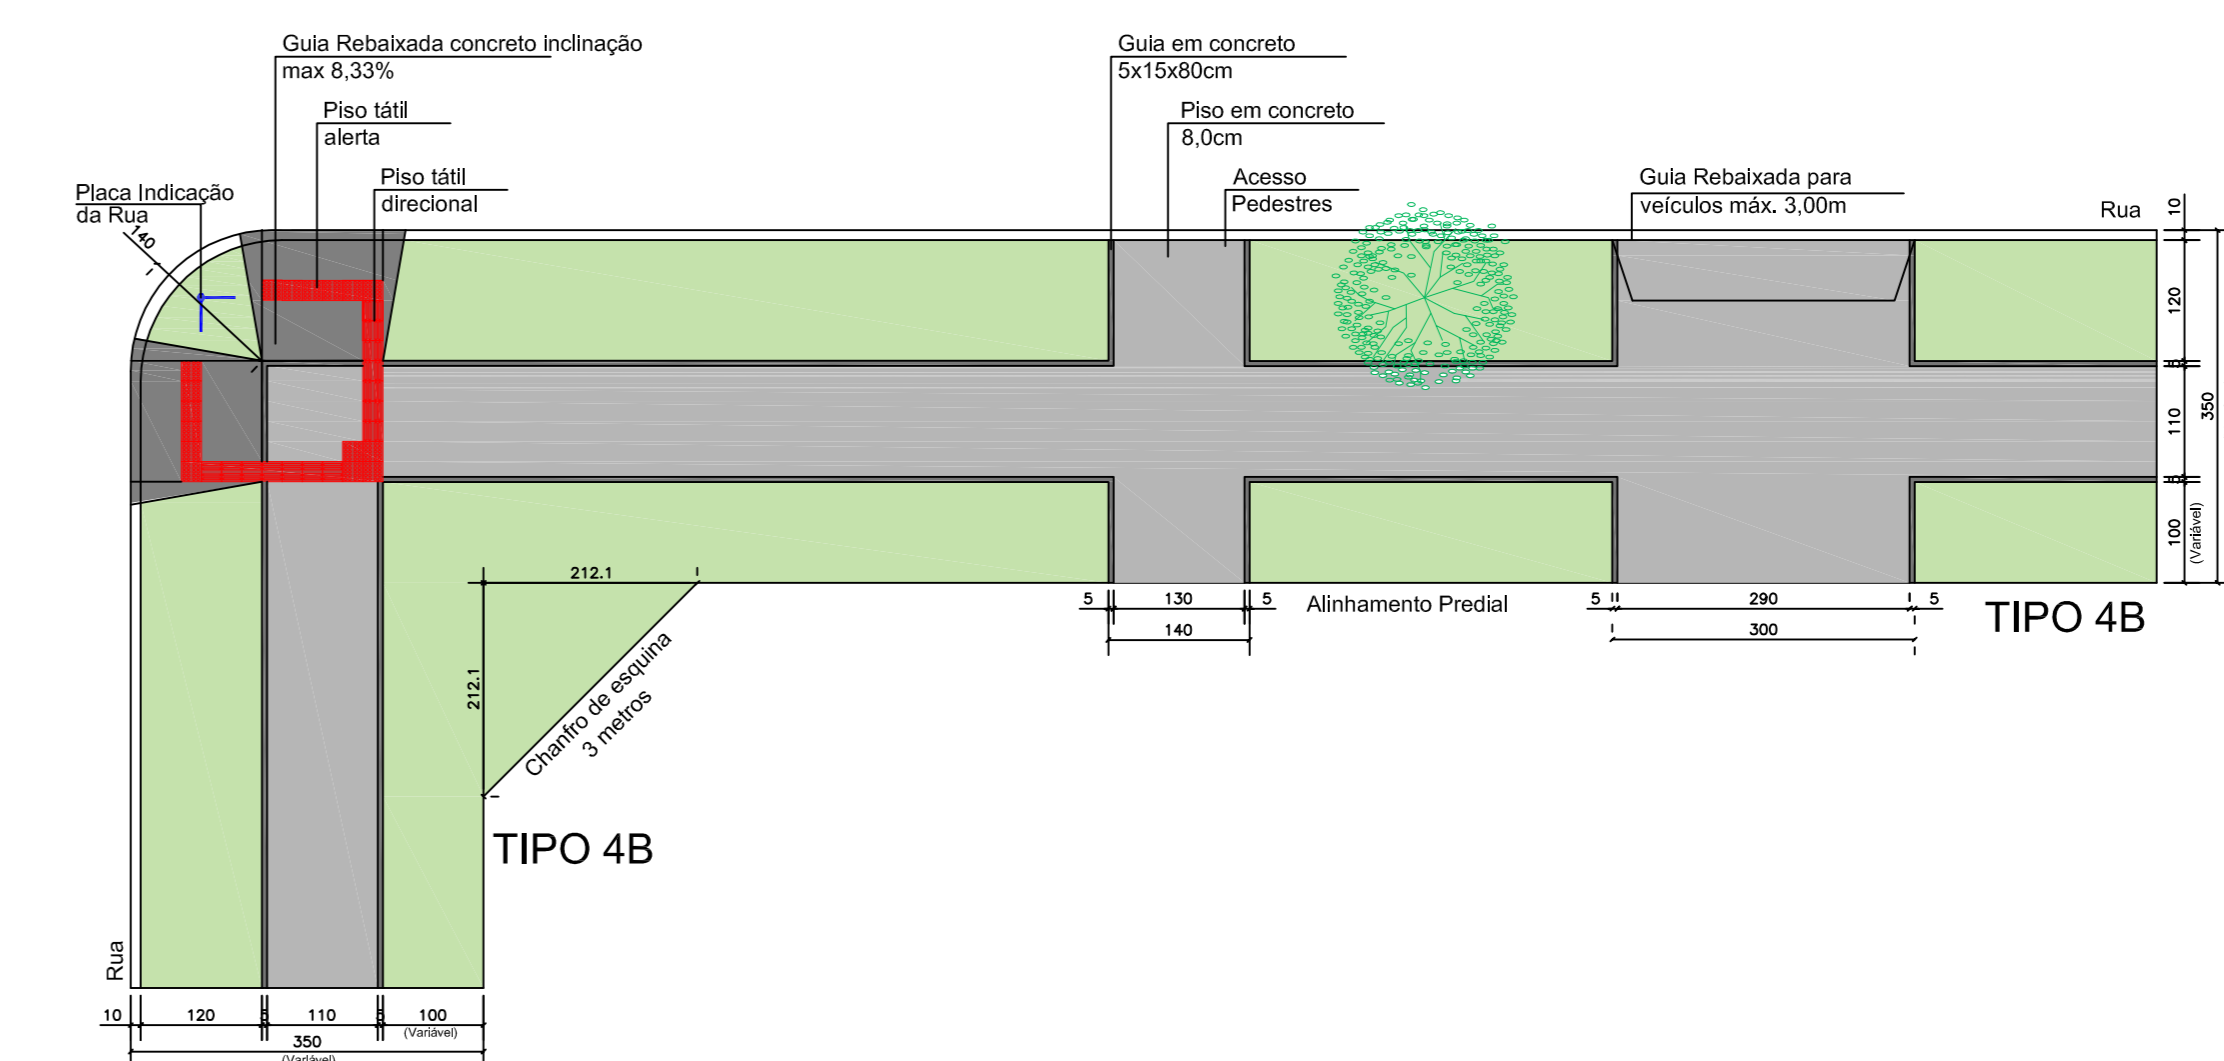 Guia Rebaixada concreto inclinação
max 8,33%
Guia em concreto
5x15x80cm
Piso tátil
alerta
Piso em concreto
8,0cm
Piso tátil
direcional
Acesso
Pedestres
Guia Rebaixada para
veículos máx. 3,00m
Placa Indicação
da Rua
140
Rua
10
120
5
110
5
100
(Variável)
350
212.1
212.1
Chanfro de esquina
3 metros
5
130
5
140
Alinhamento Predial
5
290
5
300
TIPO 4B
TIPO 4B
Rua
10
120
5
110
5
100
(Variável)
350
(Variável)